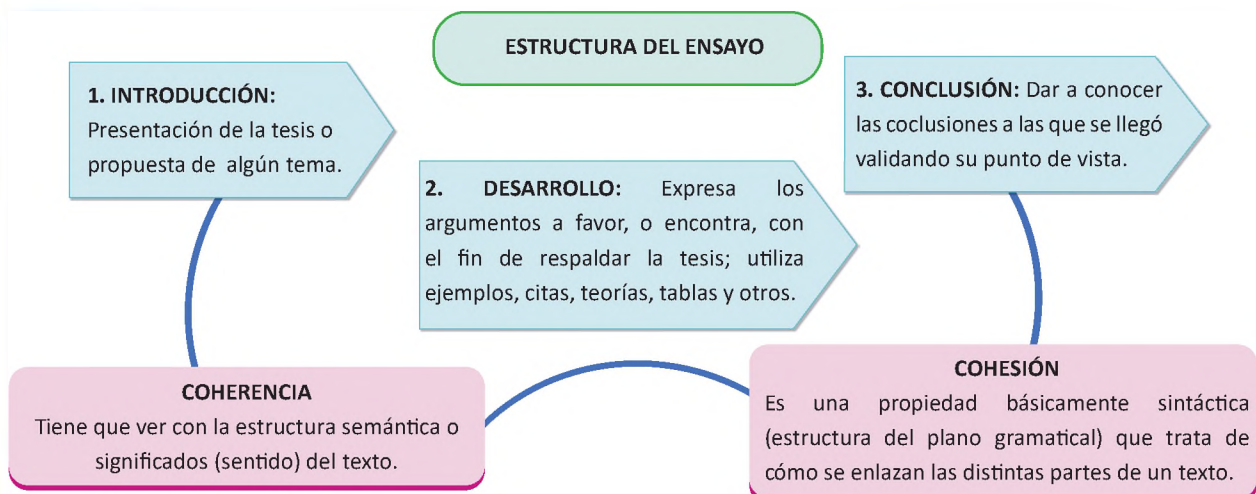 ESTRUCTURA DEL ENSAYO
1. INTRODUCCIÓN:
Presentación de la tesis o
propuesta de algún tema.
2. DESARROLLO: Expresa los
argumentos a favor, o encontra, con
el fin de respaldar la tesis; utiliza
ejemplos, citas, teorías, tablas y otros.
3. CONCLUSIÓN: Dar a conocer
las coclusiones a las que se llegó
validando su punto de vista.
COHERENCIA
Tiene que ver con la estructura semántica o
significados (sentido) del texto.
COHESIÓN
Es una propiedad básicamente sintáctica
(estructura del plano gramatical) que trata de
cómo se enlazan las distintas partes de un texto.